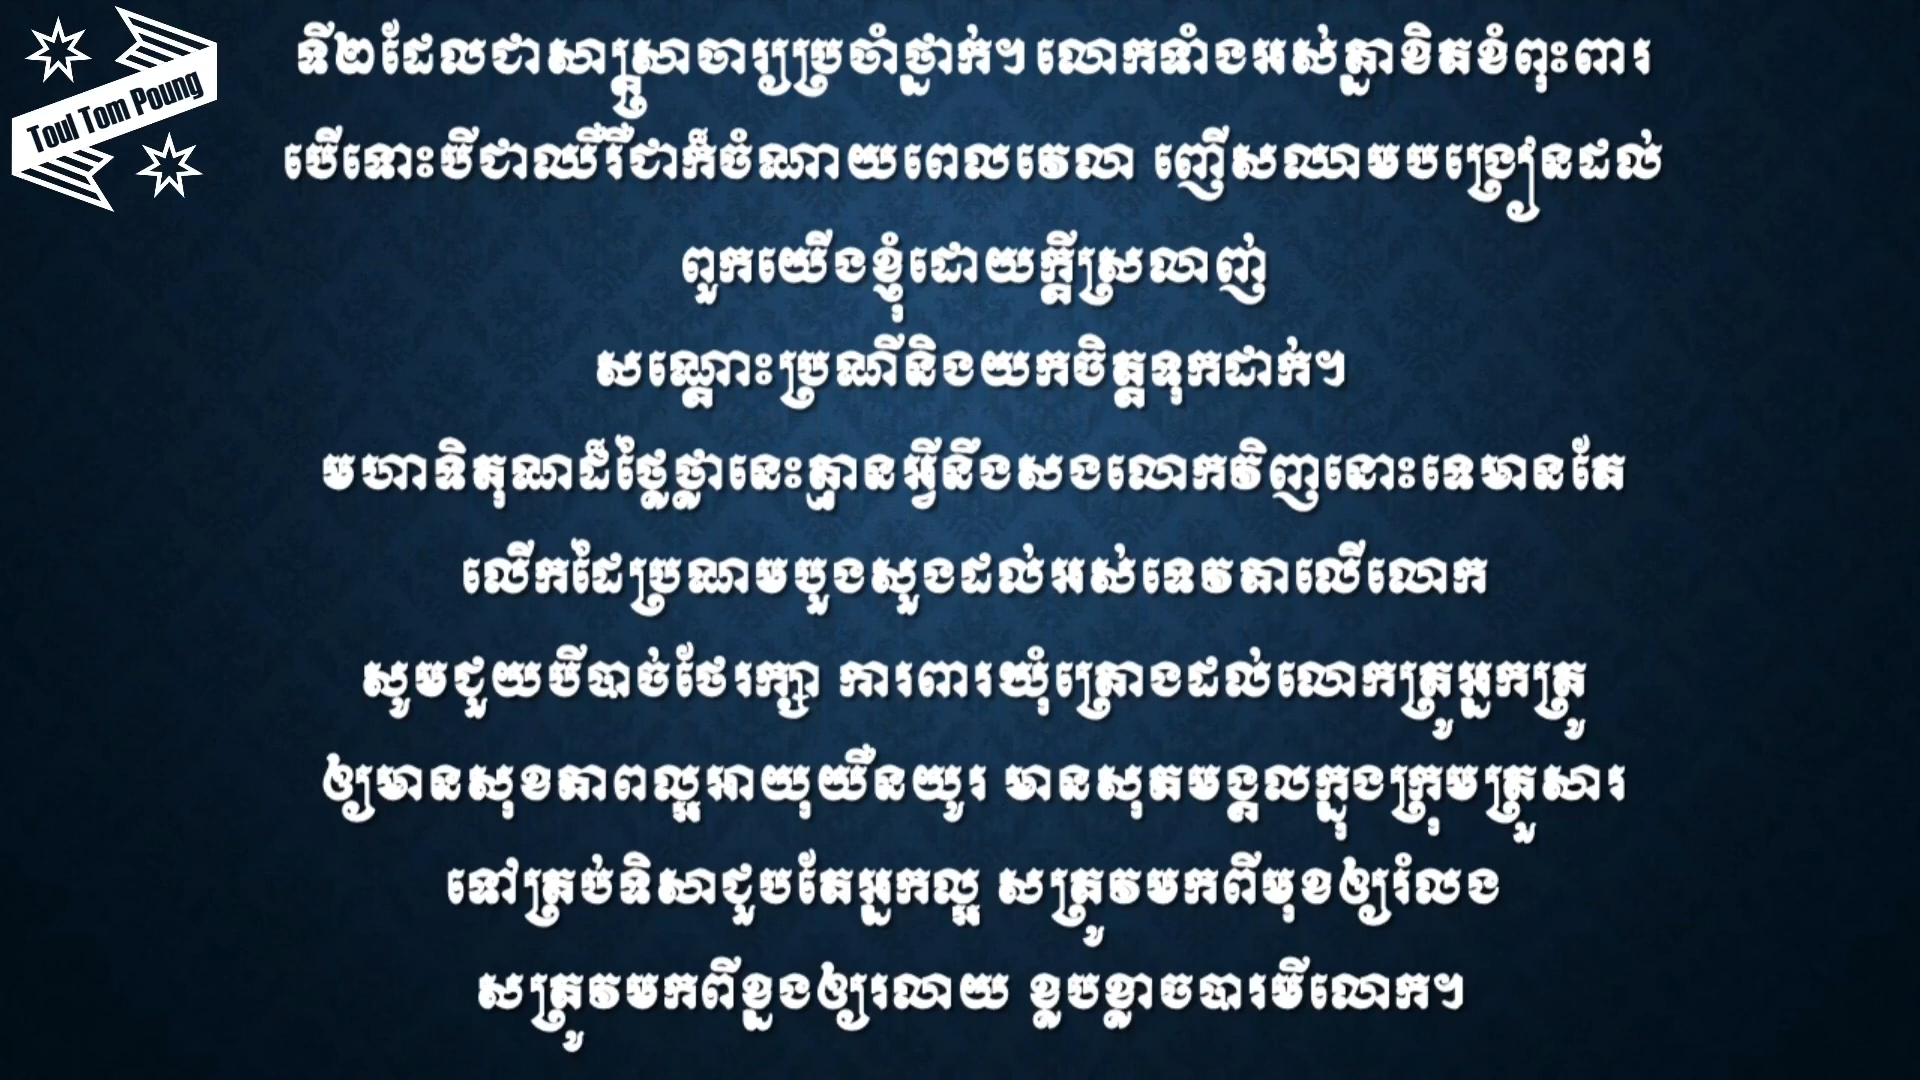 Toul Tom Poung
ទី២ដែលជាសាស្ត្រាចារ្យប្រចាំថ្នាក់។ លោកទាំងអស់គ្នាខិតខំពុះពារ
បើទោះបីជាឈឺរឺជាក៏ចំណាយពេលវេលា ញើសឈាមបង្រៀនដល់
ពួកយើងខ្ញុំដោយក្ដីស្រលាញ់
សណ្ដោះប្រណីនិងយកចិត្តទុកដាក់។
មហាទិគុណដ៏ថ្លៃថ្លានេះគ្មានអ្វីនឹងសងលោកវិញនោះទេមានតែ
លើកដៃប្រណមបួងសួងដល់អស់ទេវតាលើលោក
សូមជួយបីបាច់ថែរក្សា ការពារឃុំគ្រោងដល់លោកគ្រូអ្នកគ្រូ
ឲ្យមានសុខភាពល្អអាយុយឺនយូរ មានសុភមង្គលក្នុងក្រុមគ្រួសារ
ទៅគ្រប់ទិសាជួបតែអ្នកល្អ សត្រូវមកពីមុខឲ្យរំលង
សត្រូវមកពីខ្នងឲ្យរលាយ ខ្លបខ្លាចបារមីលោក។